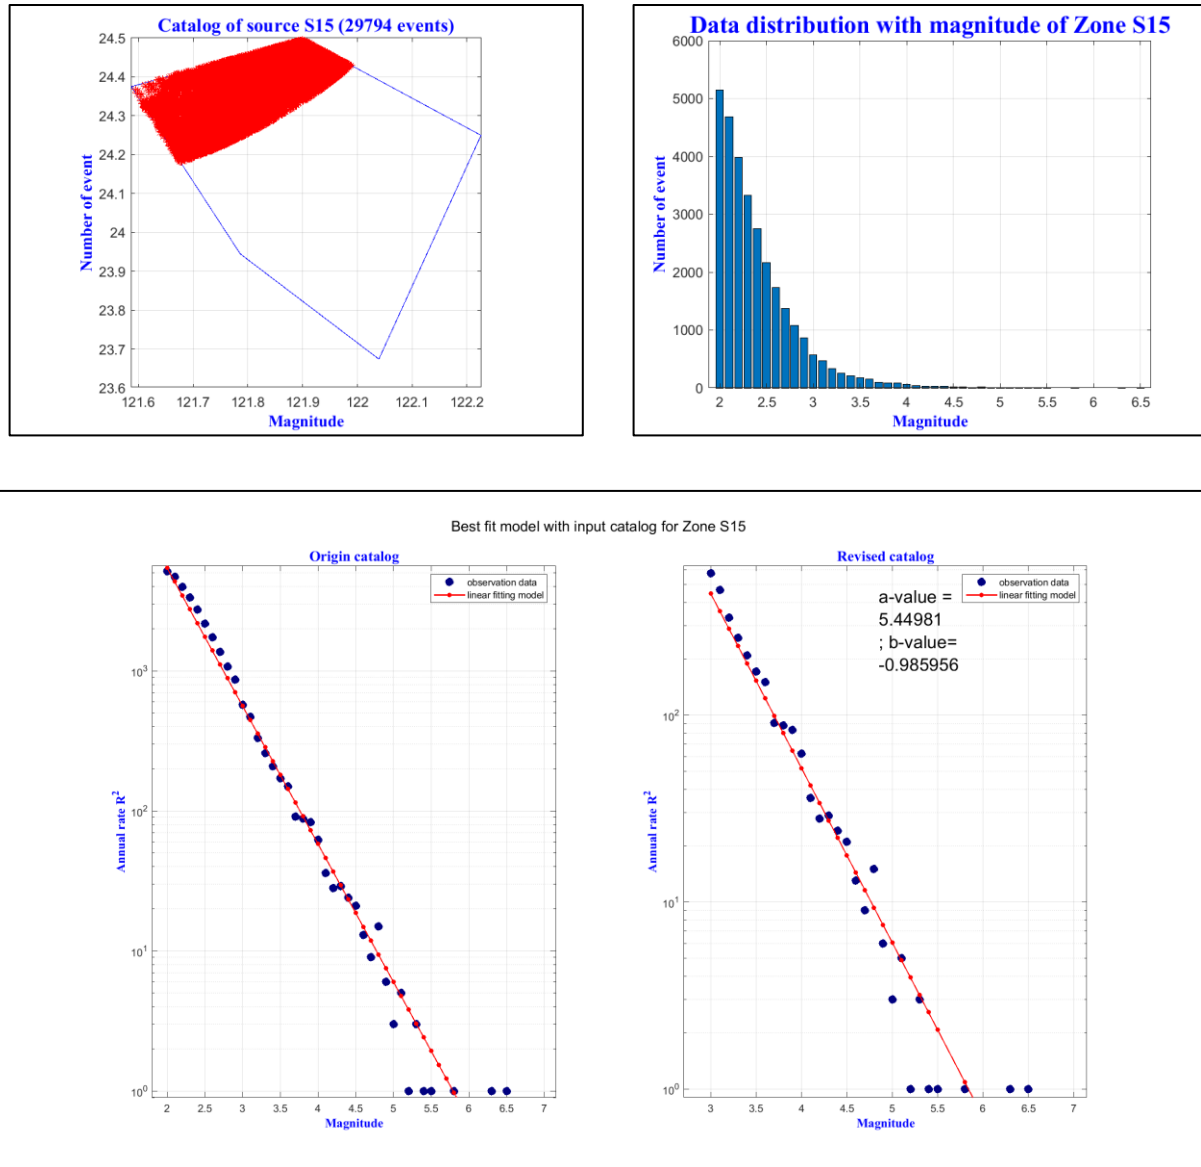 Catalog of source S15 (29794 events)
24.5
24.4
24.3
24.2
24.1
24
23.9
23.8
23.7
23.6
Number of event
121.6 121.7 121.8 121.9 122 122.1 122.2
Magnitude
Data distribution with magnitude of Zone S15
6000
5000
4000
3000
2000
1000
0
Number of event
2 2.5 3 3.5 4 4.5 5 5.5 6 6.5
Magnitude
Best fit model with input catalog for Zone S15
Origin catalog
observation data
linear fitting model
10³
10²
10¹
10⁰
Annual rate R²
2 2.5 3 3.5 4 4.5 5 5.5 6 6.5 7
Magnitude
Revised catalog
observation data
linear fitting model
a-value =
5.44981
; b-value=
-0.985956
10²
10¹
10⁰
Annual rate R²
3 3.5 4 4.5 5 5.5 6 6.5 7
Magnitude